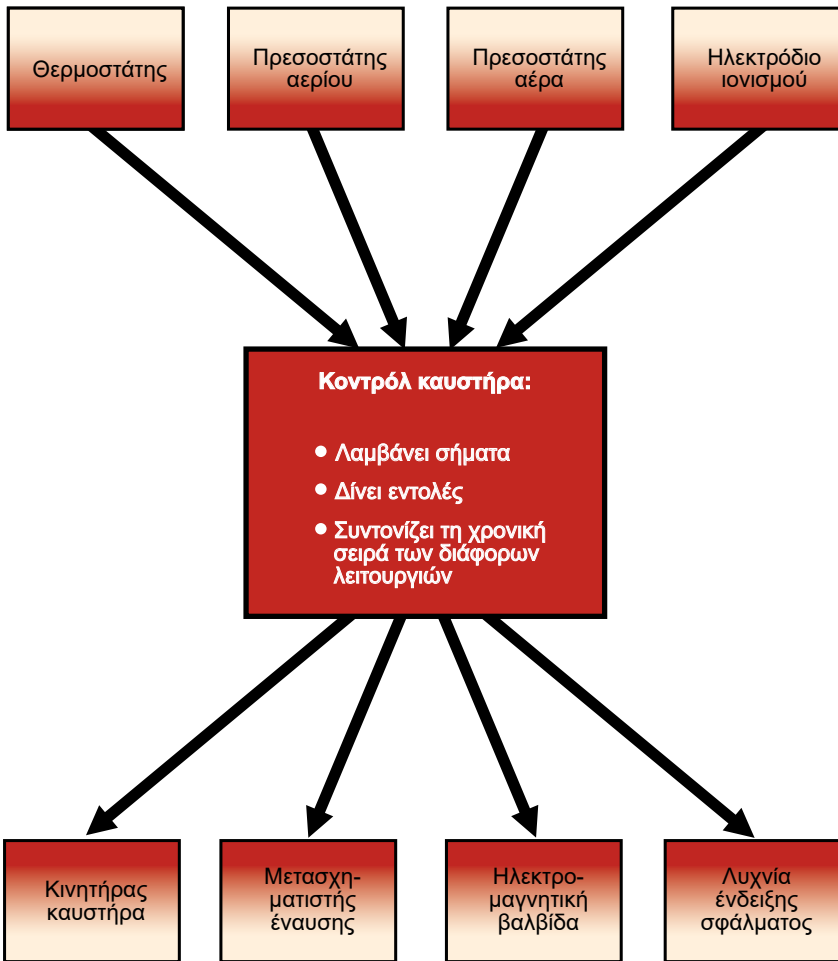 Θερμοστάτης
Πρεσοστάτης
αερίου
Πρεσοστάτης
αέρα
Ηλεκτρόδιο
ιονισμού
Κοντρόλ καυστήρα:
• Λαμβάνει σήματα
• Δίνει εντολές
• Συντονίζει τη χρονική
σειρά των διάφορων
λειτουργιών
Κινητήρας
καυστήρα
Μετασχη-
ματιστής
έναυσης
Ηλεκτρο-
μαγνητική
βαλβίδα
Λυχνία
ένδειξης
σφάλματος